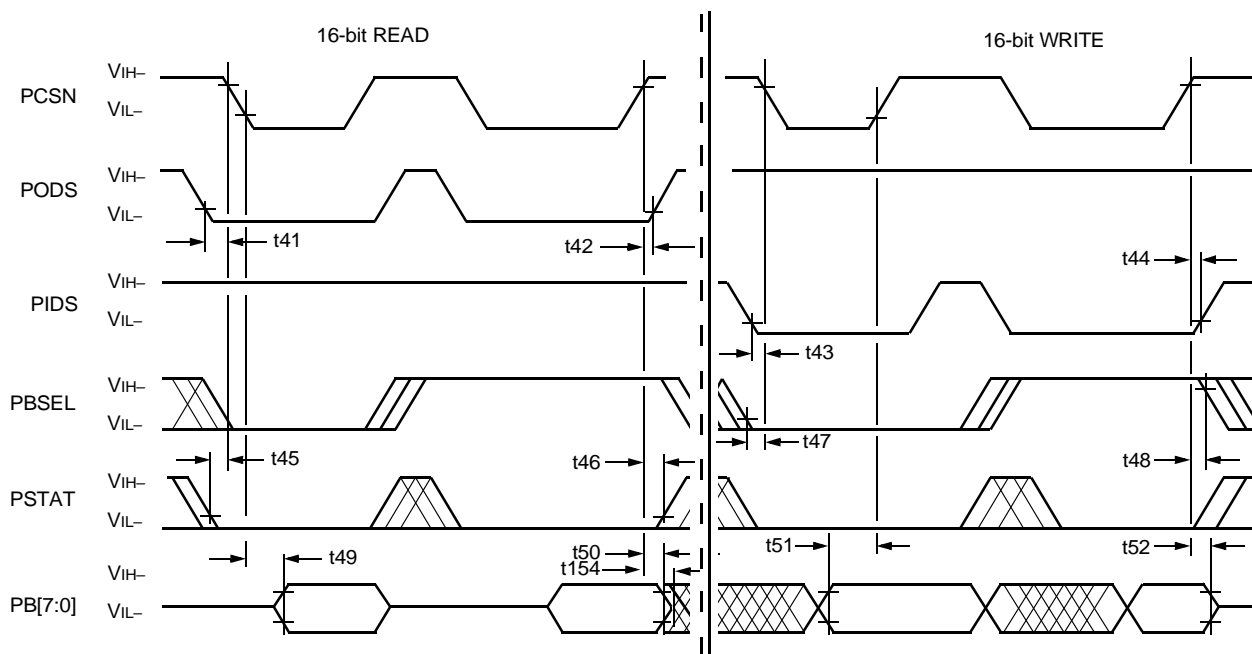 16-bit READ
16-bit WRITE
PCSN
VIH–
VIL–
PODS
VIH–
VIL–
t41
t42
t44
PIDS
VIH–
VIL–
t43
PBSEL
VIH–
VIL–
t45
t46
t47
t48
PSTAT
VIH–
VIL–
t49
t50
t154
t51
t52
PB[7:0]
VIH–
VIL–